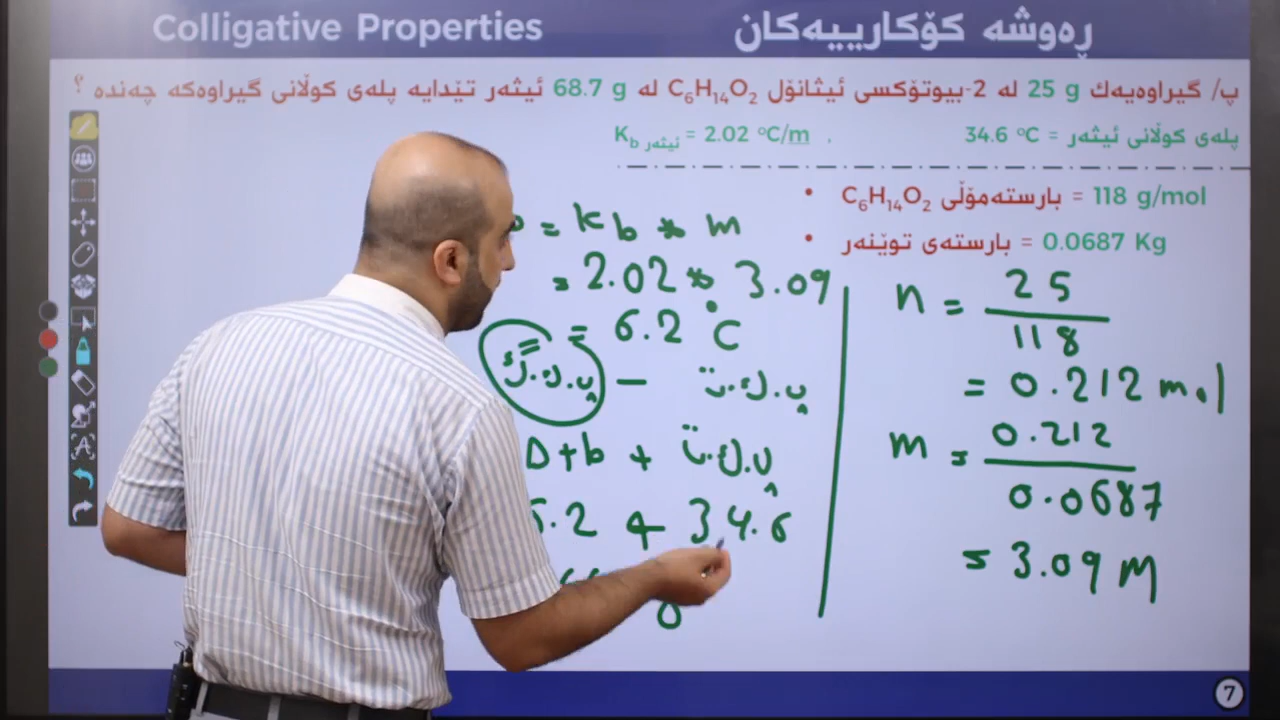 Colligative Properties
ڕەوشە کۆکارییەکان
پ/ گیراوەیەك 25 g لە 2-بیوتۆکسی ئیثانۆل C₆H₁₄O₂ لە 68.7 g ئیثەر تێدایە پلەی کوڵانی گیراوەکە چەندە ؟
پلەی کوڵانی ئیثەر = 34.6 °C , Kb ئیثەر = 2.02 °C/m
• بارستەمۆڵی C₆H₁₄O₂ = 118 g/mol
• بارستەی توێنەر = 0.0687 Kg
= Kb * m
= 2.02 * 3.09
= 6.2 °C
پ.ك.گ - پ.ك.ت
Δtb + پ.ك.ت
6.2 + 34.6
n = 25 / 118
= 0.212 mol
m = 0.212 / 0.0687
= 3.09 m
7